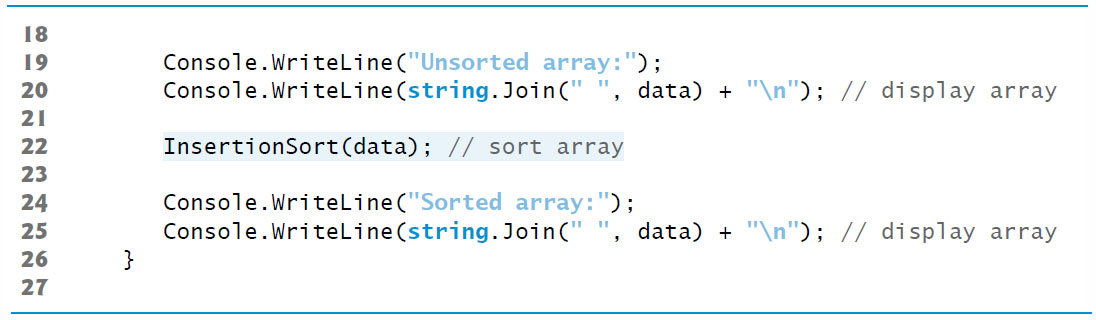 18
19 Console.WriteLine("Unsorted array:");
20 Console.WriteLine(string.Join(" ", data) + "\n"); // display array
21
22 InsertionSort(data); // sort array
23
24 Console.WriteLine("Sorted array:");
25 Console.WriteLine(string.Join(" ", data) + "\n"); // display array
26 }
27